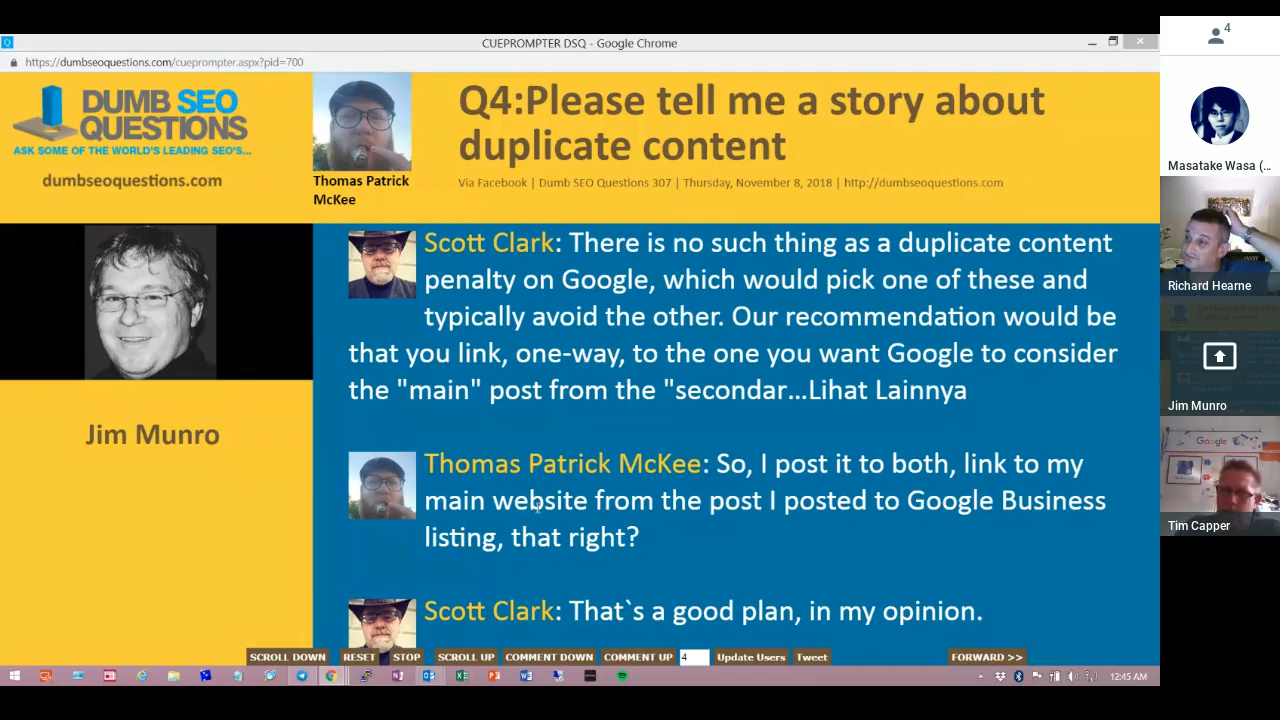 CUEPROMPTER DSQ - Google Chrome
https://dumbseoquestions.com/cueprompter.aspx?pid=700
DUMB SEO
QUESTIONS
ASK SOME OF THE WORLD'S LEADING SEO'S...
dumbseoquestions.com
Thomas Patrick
McKee
Q4:Please tell me a story about
duplicate content
Via Facebook | Dumb SEO Questions 307 | Thursday, November 8, 2018 | http://dumbseoquestions.com
Jim Munro
Scott Clark: There is no such thing as a duplicate content
penalty on Google, which would pick one of these and
typically avoid the other. Our recommendation would be
that you link, one-way, to the one you want Google to consider
the "main" post from the "secondar...Lihat Lainnya
Thomas Patrick McKee: So, I post it to both, link to my
main website from the post I posted to Google Business
listing, that right?
Scott Clark: That`s a good plan, in my opinion.
SCROLL DOWN RESET STOP SCROLL UP COMMENT DOWN COMMENT UP 4 Update Users Tweet FORWARD >>
12:45 AM
4
Masatake Wasa (...
Richard Hearne
Jim Munro
Google
Tim Capper